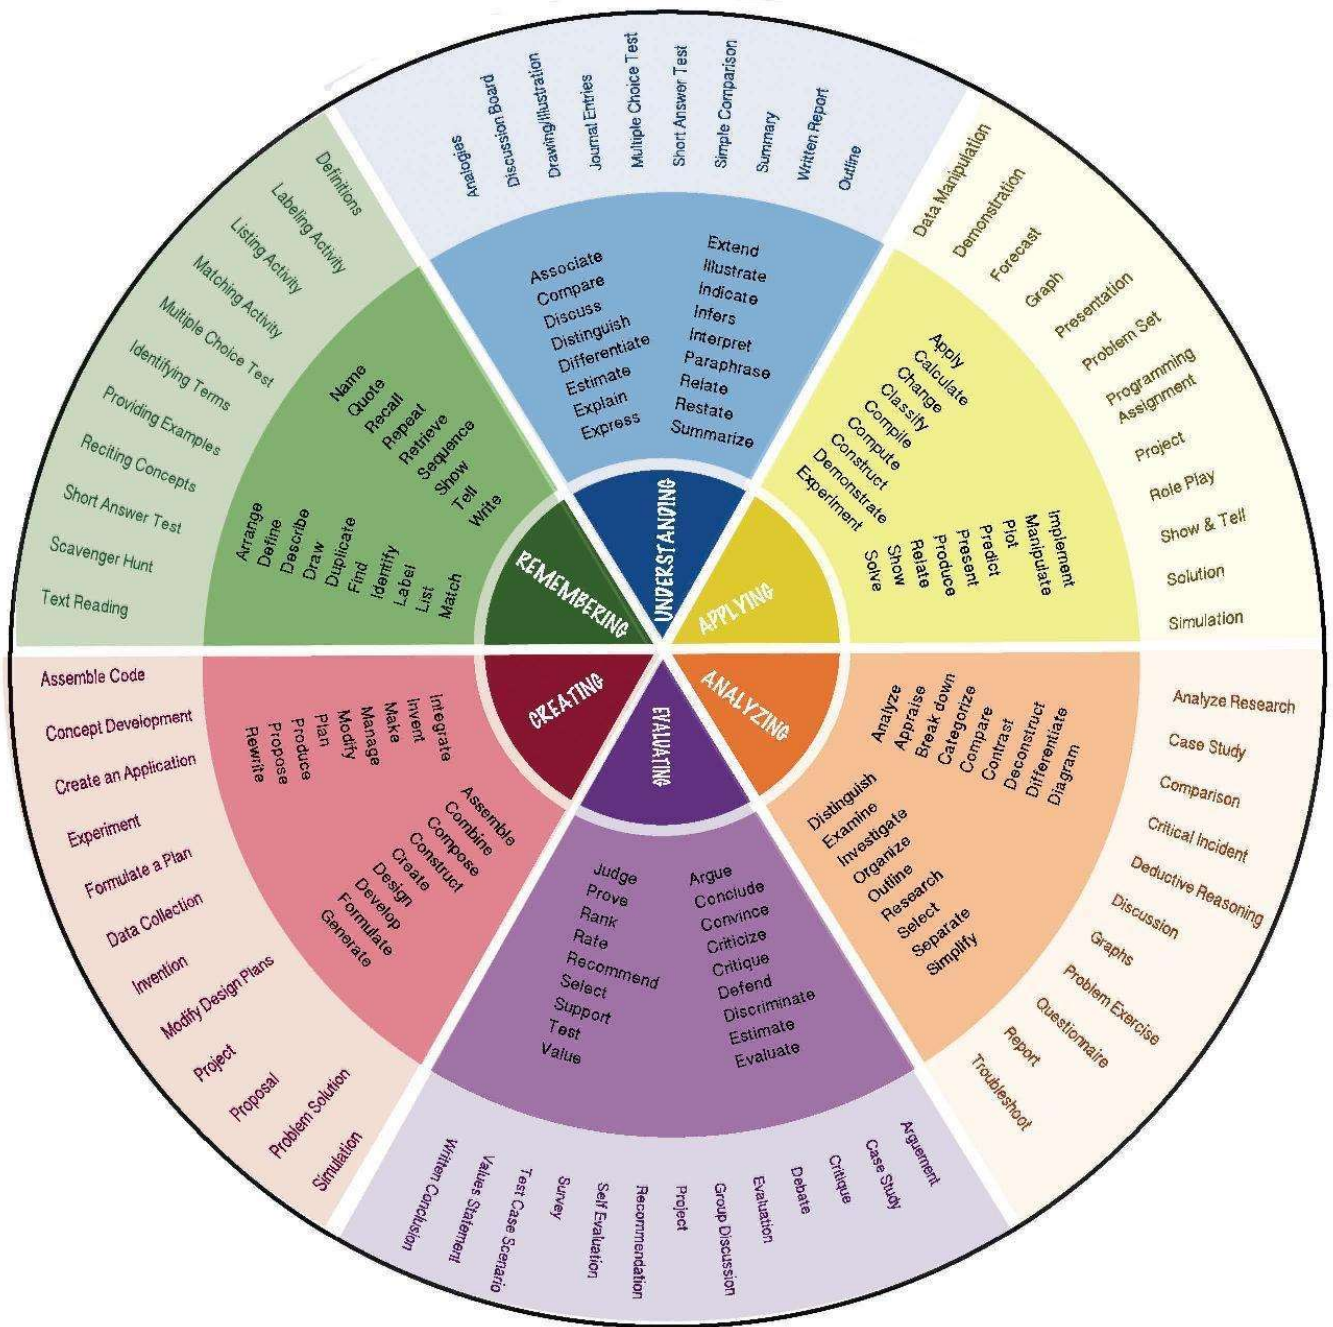 UNDERSTANDING
Associate
Compare
Discuss
Distinguish
Differentiate
Estimate
Explain
Express
Extend
Illustrate
Indicate
Infers
Interpret
Paraphrase
Relate
Restate
Summarize
Analogies
Discussion Board
Drawing/Illustration
Journal Entries
Multiple Choice Test
Short Answer Test
Simple Comparison
Summary
Written Report
Outline
APPLYING
Apply
Calculate
Change
Classify
Compile
Compute
Construct
Demonstrate
Experiment
Implement
Manipulate
Plot
Predict
Present
Produce
Relate
Show
Solve
Data Manipulation
Demonstration
Forecast
Graph
Presentation
Problem Set
Programming
Assignment
Project
Role Play
Show & Tell
Solution
Simulation
ANALYZING
Analyze
Appraise
Break down
Categorize
Compare
Contrast
Deconstruct
Differentiate
Diagram
Distinguish
Examine
Investigate
Organize
Outline
Research
Select
Separate
Simplify
Analyze Research
Case Study
Comparison
Critical Incident
Deductive Reasoning
Discussion
Graphs
Problem Exercise
Questionnaire
Report
Troubleshoot
EVALUATING
Argue
Conclude
Convince
Criticize
Critique
Defend
Discriminate
Estimate
Evaluate
Judge
Prove
Rank
Rate
Recommend
Select
Support
Test
Value
Arguement
Case Study
Critique
Debate
Evaluation
Group Discussion
Project
Recommendation
Self Evaluation
Survey
Test Case Scenario
Values Statement
Written Conclusion
CREATING
Assemble
Combine
Compose
Construct
Create
Design
Develop
Formulate
Generate
Integrate
Invent
Make
Manage
Modify
Plan
Produce
Propose
Rewrite
Assemble Code
Concept Development
Create an Application
Experiment
Formulate a Plan
Data Collection
Invention
Modify Design Plans
Project
Proposal
Problem Solution
Simulation
REMEMBERING
Arrange
Define
Describe
Draw
Duplicate
Find
Identify
Label
List
Match
Name
Quote
Recall
Repeat
Retrieve
Sequence
Show
Tell
Write
Definitions
Labeling Activity
Listing Activity
Matching Activity
Multiple Choice Test
Identifying Terms
Providing Examples
Reciting Concepts
Short Answer Test
Scavenger Hunt
Text Reading